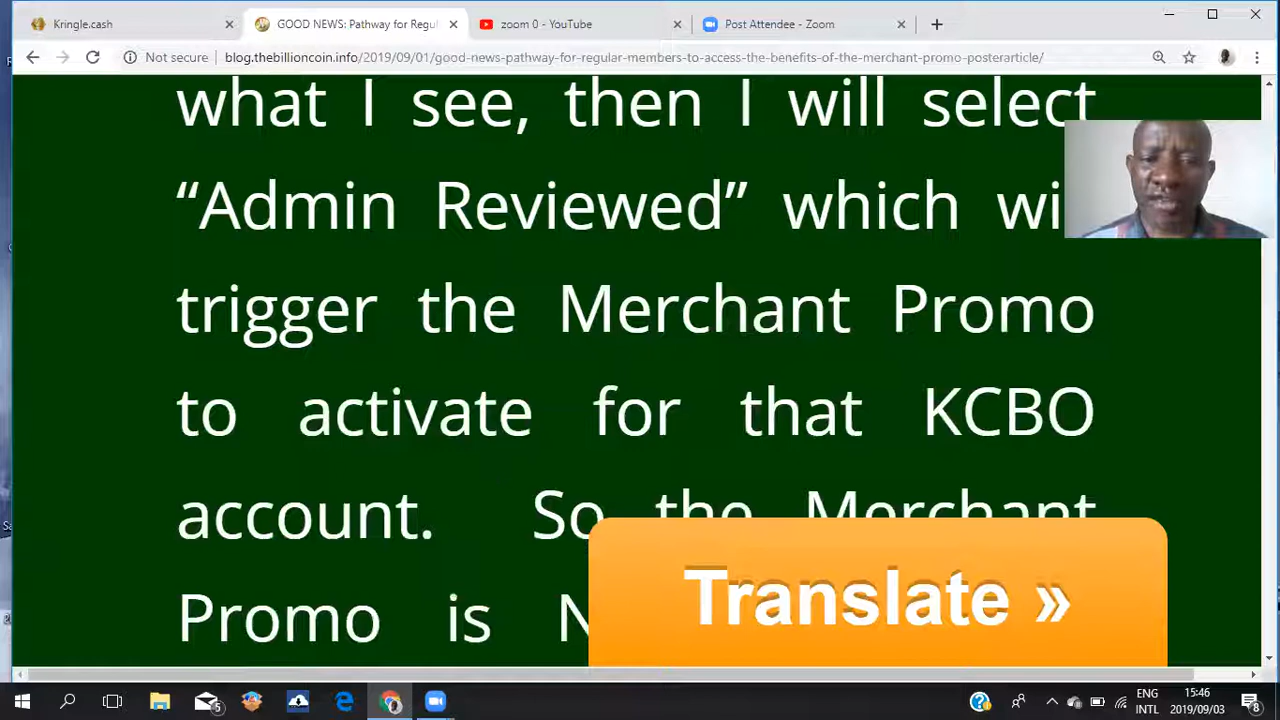 Kringle.cash
GOOD NEWS: Pathway for Regul
zoom 0 - YouTube
Post Attendee - Zoom
Not secure
blog.thebillioncoin.info/2019/09/01/good-news-pathway-for-regular-members-to-access-the-benefits-of-the-merchant-promo-posterarticle/
what I see, then I will select
“Admin Reviewed” which wi
trigger the Merchant Promo
to activate for that KCBO
account. So the Merchant
Promo is N
Translate »
ENG
INTL
15:46
2019/09/03
5
8